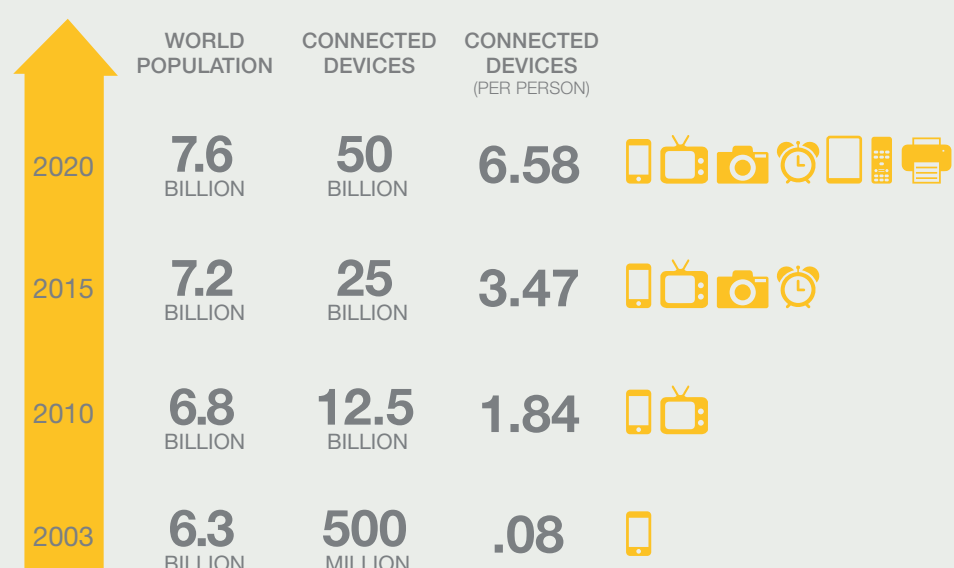 WORLD
POPULATION
CONNECTED
DEVICES
CONNECTED
DEVICES
(PER PERSON)
2020
7.6
BILLION
50
BILLION
6.58
2015
7.2
BILLION
25
BILLION
3.47
2010
6.8
BILLION
12.5
BILLION
1.84
2003
6.3
BILLION
500
MILLION
.08